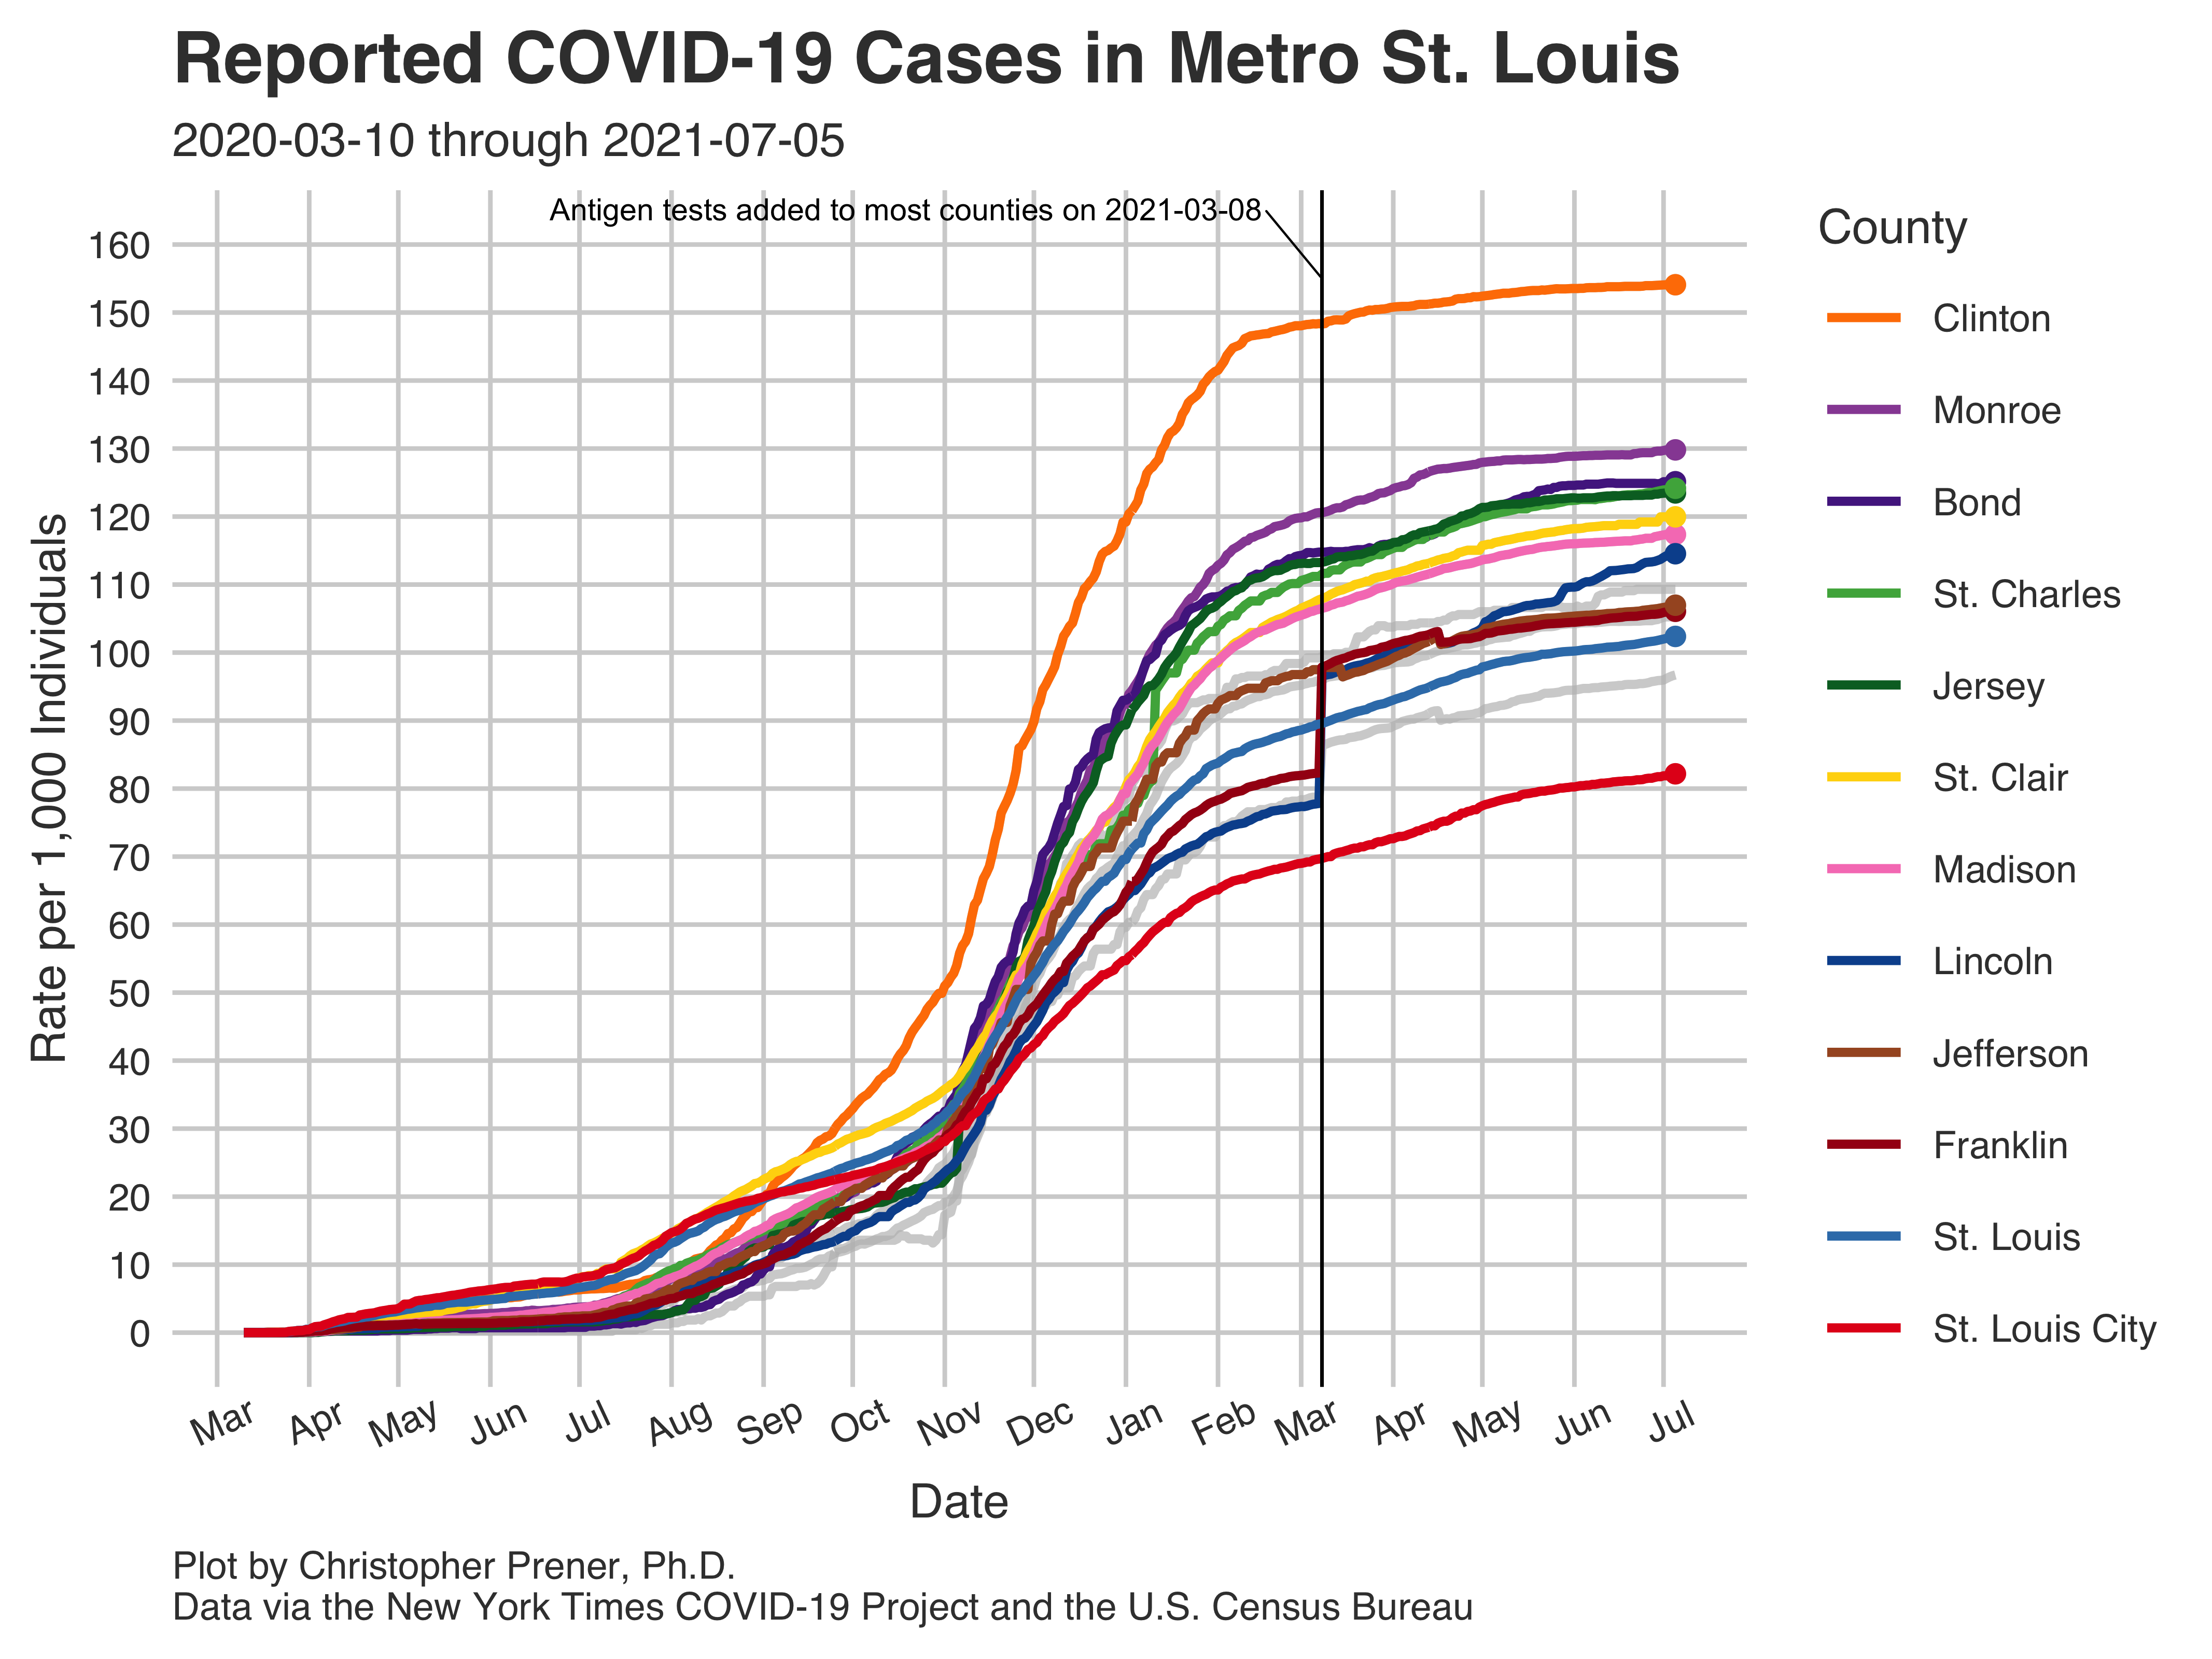 Reported COVID-19 Cases in Metro St. Louis
2020-03-10 through 2021-07-05
Antigen tests added to most counties on 2021-03-08
160
150
140
130
120
110
100
90
80
70
60
50
40
30
20
10
0
Rate per 1,000 Individuals
Mar
Apr
May
Jun
Jul
Aug
Sep
Oct
Nov
Dec
Jan
Feb
Mar
Apr
May
Jun
Jul
Date
County
Clinton
Monroe
Bond
St. Charles
Jersey
St. Clair
Madison
Lincoln
Jefferson
Franklin
St. Louis
St. Louis City
Plot by Christopher Prener, Ph.D.
Data via the New York Times COVID-19 Project and the U.S. Census Bureau